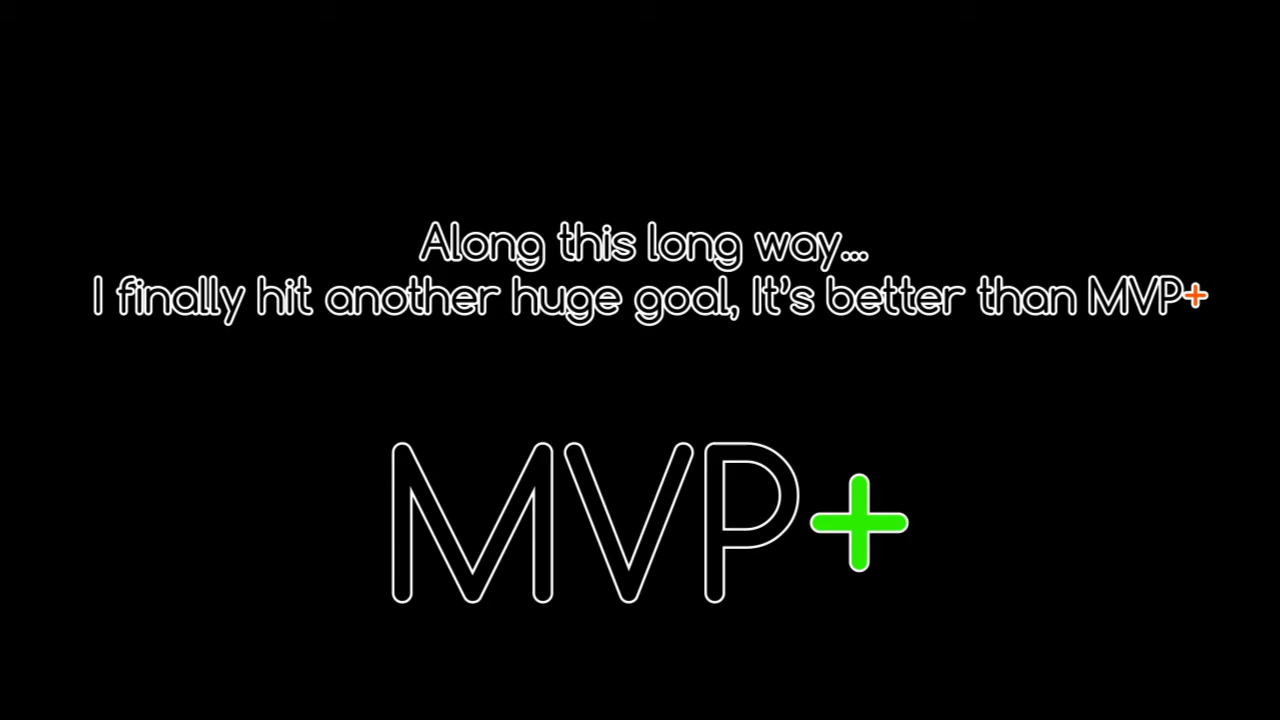 Along this long way...
I finally hit another huge goal, It's better than MVP+
MVP+